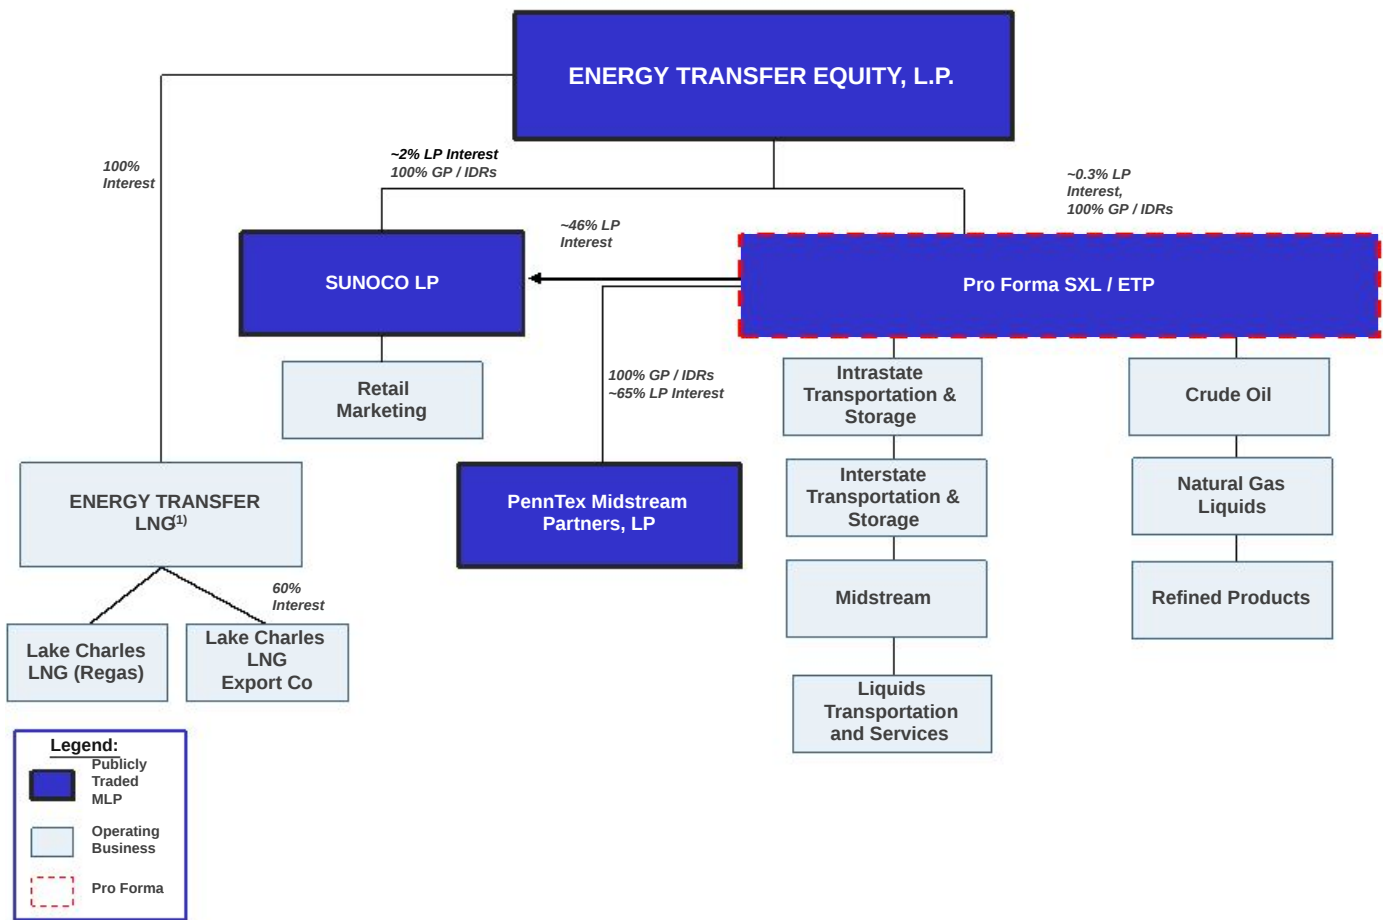 ENERGY TRANSFER EQUITY, L.P.
100%
Interest
~2% LP Interest
100% GP / IDRs
~0.3% LP
Interest,
100% GP / IDRs
~46% LP
Interest
SUNOCO LP
Pro Forma SXL / ETP
Retail
Marketing
100% GP / IDRs
~65% LP Interest
Intrastate
Transportation &
Storage
Crude Oil
ENERGY TRANSFER
LNG(1)
PennTex Midstream
Partners, LP
Interstate
Transportation &
Storage
Natural Gas
Liquids
60%
Interest
Midstream
Refined Products
Lake Charles
LNG (Regas)
Lake Charles
LNG
Export Co
Liquids
Transportation
and Services
Legend:
Publicly
Traded
MLP
Operating
Business
Pro Forma